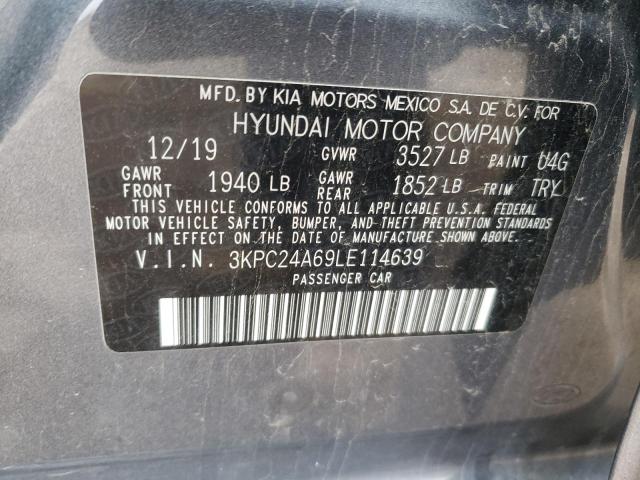 MFD. BY KIA MOTORS MEXICO S.A. DE C.V. FOR
HYUNDAI MOTOR COMPANY
12/19 GVWR 3527 LB PAINT U4G
GAWR FRONT 1940 LB GAWR REAR 1852 LB TRIM TRY
THIS VEHICLE CONFORMS TO ALL APPLICABLE U.S.A. FEDERAL
MOTOR VEHICLE SAFETY, BUMPER, AND THEFT PREVENTION STANDARDS
IN EFFECT ON THE DATE OF MANUFACTURE SHOWN ABOVE.
V.I.N. 3KPC24A69LE114639
PASSENGER CAR